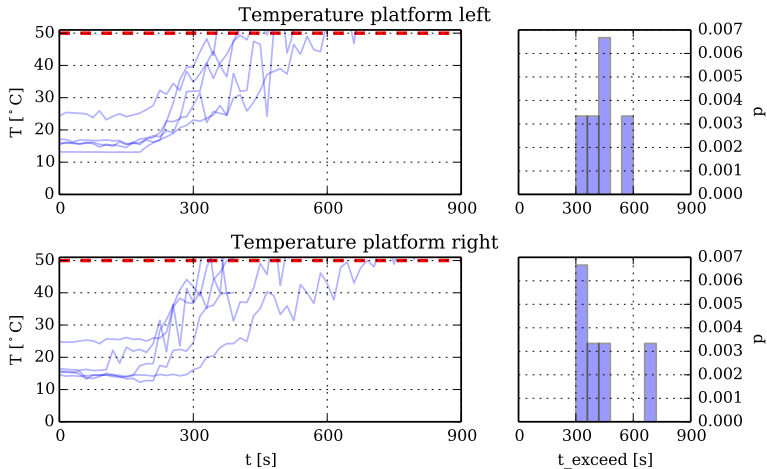 Temperature platform left
T [°C]
50
40
30
20
10
0
0 300 600 900
0.007
0.006
0.005
0.004
0.003
0.002
0.001
0.000
p
0 300 600 900
Temperature platform right
T [°C]
50
40
30
20
10
0
0 300 600 900
t [s]
0.007
0.006
0.005
0.004
0.003
0.002
0.001
0.000
p
0 300 600 900
t_exceed [s]